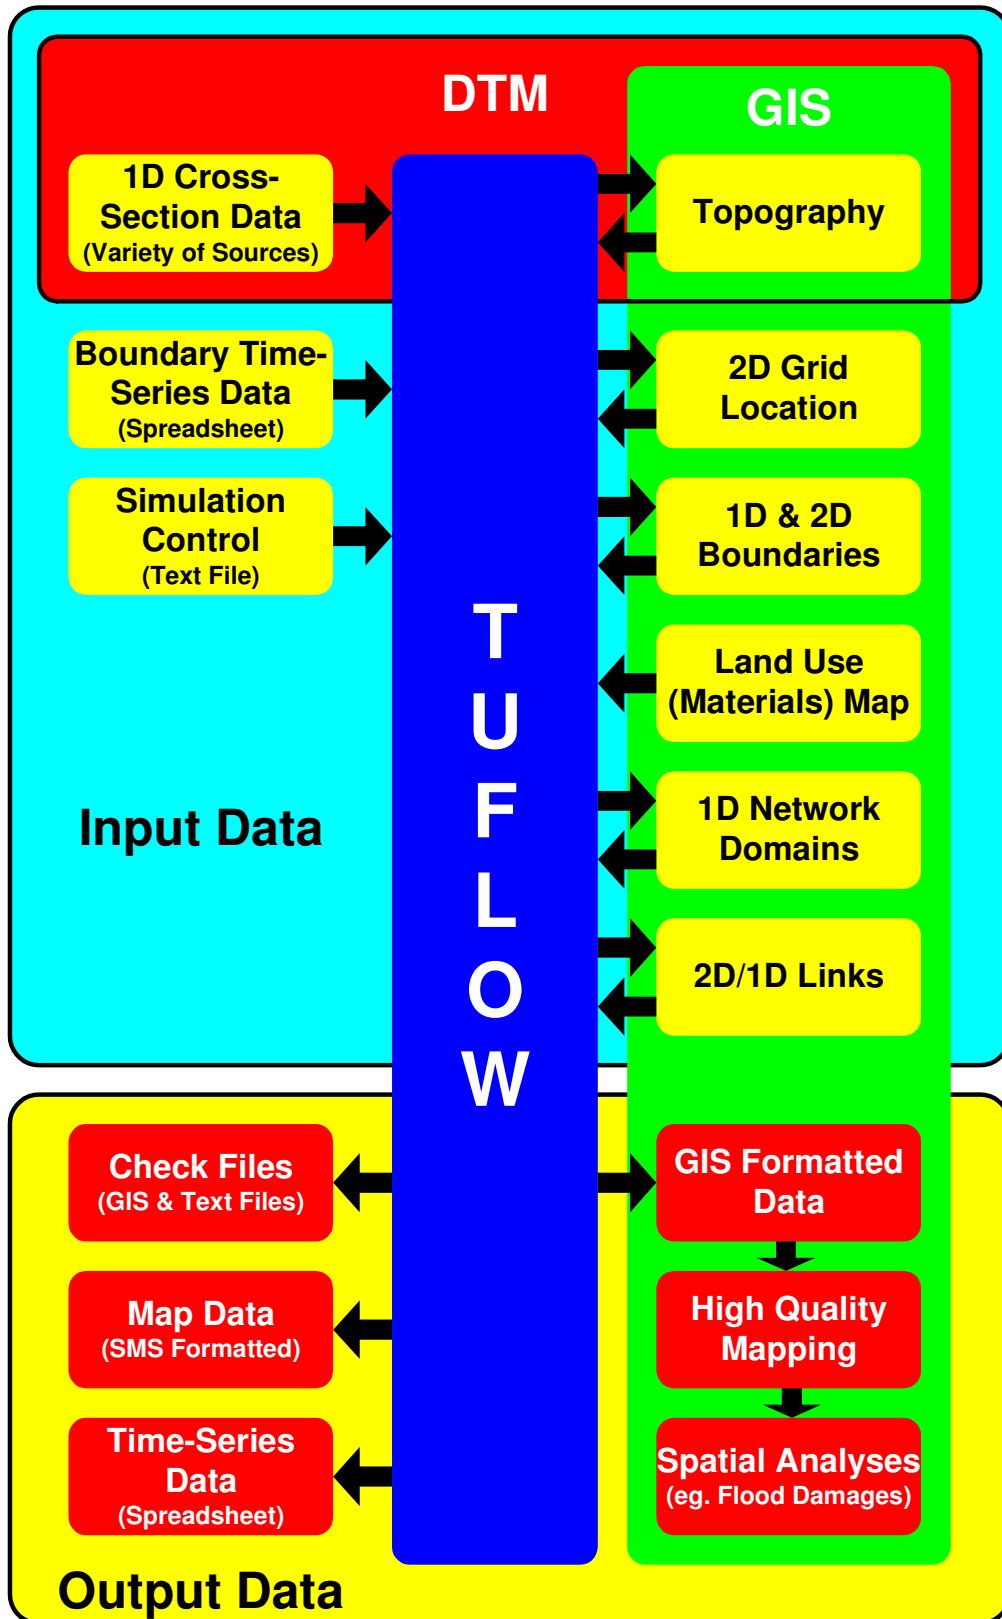 DTM
GIS
1D Cross-
Section Data
(Variety of Sources)
Topography
Boundary Time-
Series Data
(Spreadsheet)
2D Grid
Location
Simulation
Control
(Text File)
1D & 2D
Boundaries
T
U
F
L
O
W
Land Use
(Materials) Map
Input Data
1D Network
Domains
2D/1D Links
Check Files
(GIS & Text Files)
GIS Formatted
Data
Map Data
(SMS Formatted)
High Quality
Mapping
Time-Series
Data
(Spreadsheet)
Spatial Analyses
(eg. Flood Damages)
Output Data